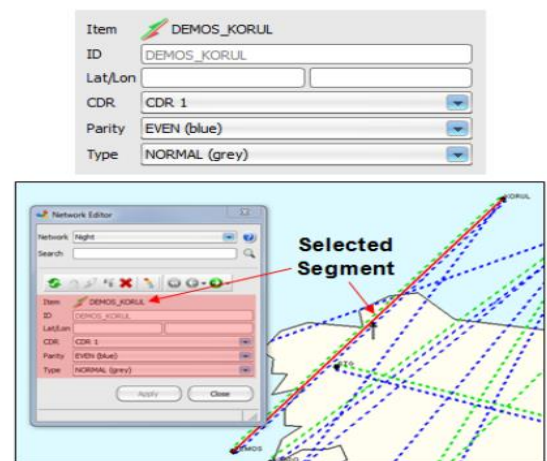 Item DEMOS_KORUL
ID DEMOS_KORUL
Lat/Lon
CDR CDR 1
Parity EVEN (blue)
Type NORMAL (grey)
KORUL
Network Editor
Network Night
Search
Selected
Segment
Item DEMOS_KORUL
ID DEMOS_KORUL
Lat/Lon
CDR CDR 1
Parity EVEN (blue)
Type NORMAL (grey)
Apply Close
DEMOS